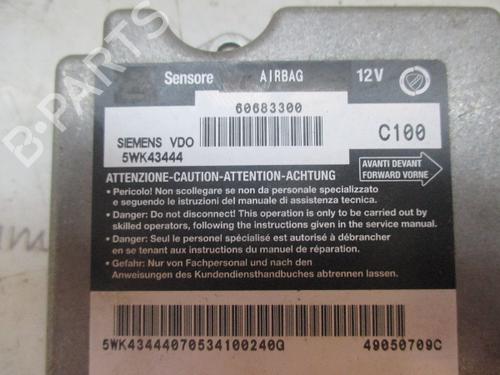 B-PARTS
Sensore AIRBAG 12V
60683300
SIEMENS VDO
5WK43444
C100
AVANTI DEVANT
FORWARD VORNE
ATTENZIONE-CAUTION-ATTENTION-ACHTUNG
• Pericolo! Non scollegare se non da personale specializzato
e seguendo le istruzioni del manuale di assistenza tecnica.
• Danger: Do not disconnect! This operation is only to be carried out by
skilled operators, following the instructions given in the service manual.
• Danger: Seul le personel spécialisé est autorisé à débrancher
en se tenant aux instructions du manuel de réparation.
• Gefahr: Nur von Fachpersonal und nach den
Anweisungen des Kundendiensthandbuches abtrennen lassen.
5WK43444070534100240G 49050709C